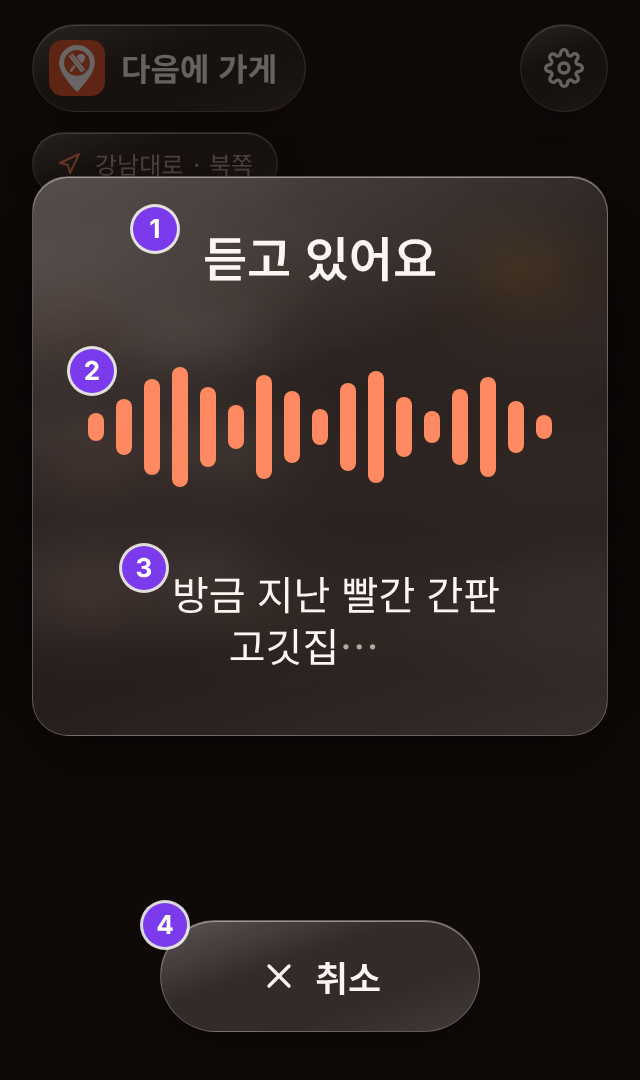 다음에 가게
강남대로 · 북쪽
1
듣고 있어요
2
3
방금 지난 빨간 간판
고깃집···
4
취소